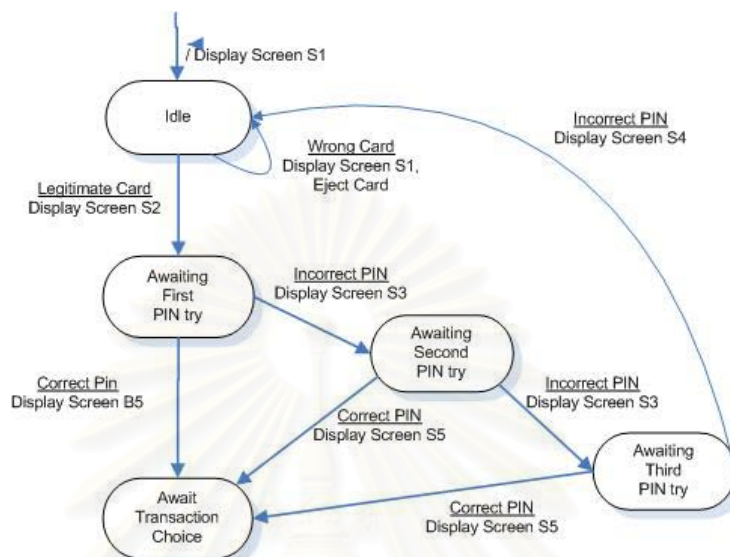 / Display Screen S1
Idle
Incorrect PIN
Display Screen S4
Wrong Card
Display Screen S1,
Eject Card
Legitimate Card
Display Screen S2
Awaiting
First
PIN try
Incorrect PIN
Display Screen S3
Awaiting
Second
PIN try
Correct Pin
Display Screen B5
Correct PIN
Display Screen S5
Incorrect PIN
Display Screen S3
Awaiting
Third
PIN try
Await
Transaction
Choice
Correct PIN
Display Screen S5